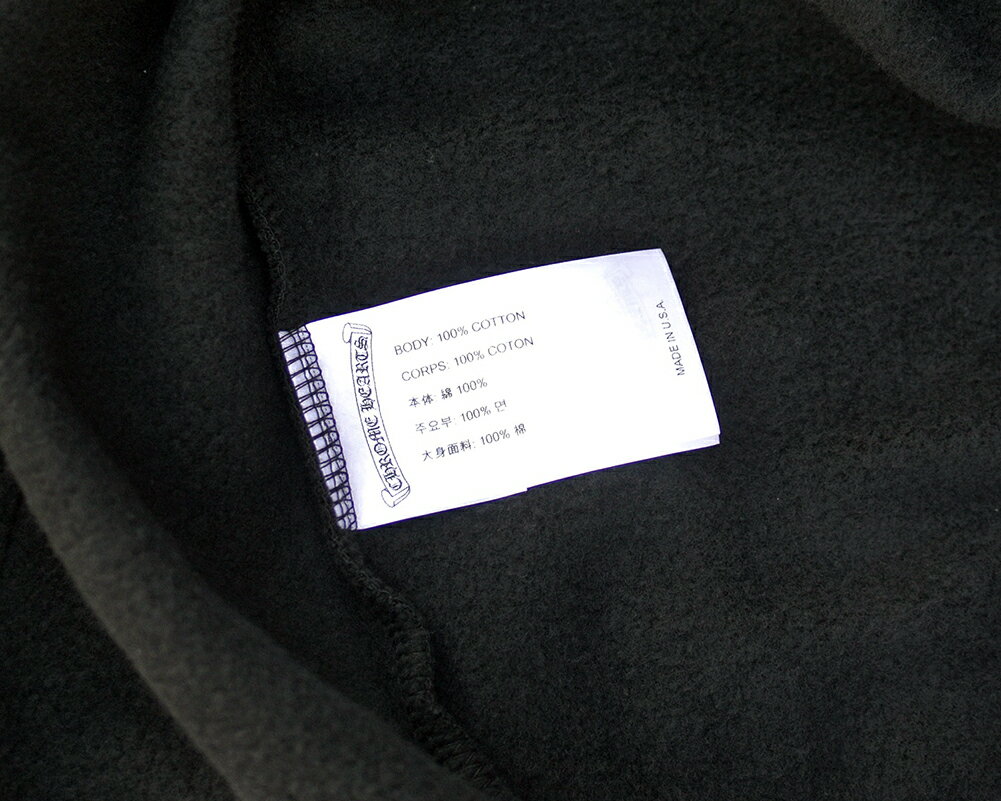 CHROME HEARTS
BODY: 100% COTTON
CORPS: 100% COTON
本体: 綿 100%
주요부: 100% 면
大身面料: 100% 棉
MADE IN U.S.A